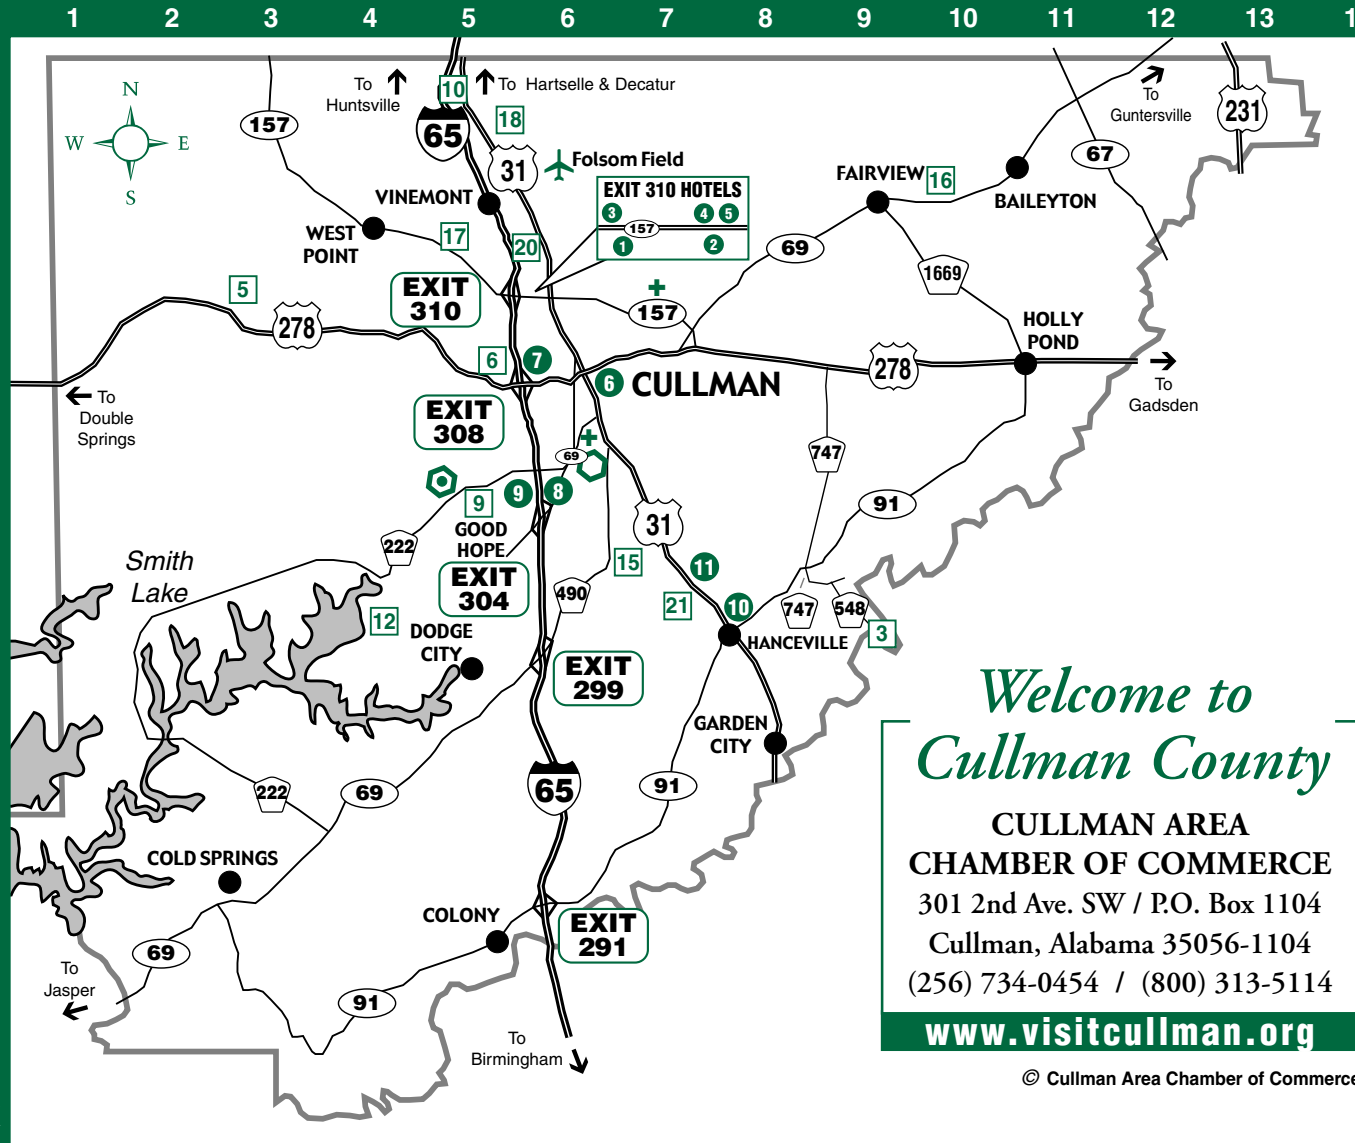 1 2 3 4 5 6 7 8 9 10 11 12 13 1
To
Huntsville
To Hartselle & Decatur
To
Guntersville
10
18
65
31
157
231
67
N
W E
S
Folsom Field
VINEMONT
WEST
POINT
17
20
EXIT 310 HOTELS
3 4 5
157
1 2
FAIRVIEW
16
BAILEYTON
69
1669
5
278
EXIT
310
157
HOLLY
POND
6
7
6
CULLMAN
278
To
Double
Springs
To
Gadsden
EXIT
308
69
747
91
9
9
8
31
GOOD
HOPE
222
Smith
Lake
EXIT
304
490
15
11
21
10
747
548
3
HANCEVILLE
12
DODGE
CITY
EXIT
299
GARDEN
CITY
65
91
222
69
COLD SPRINGS
COLONY
EXIT
291
69
To
Jasper
91
To
Birmingham
Welcome to
Cullman County
CULLMAN AREA
CHAMBER OF COMMERCE
301 2nd Ave. SW / P.O. Box 1104
Cullman, Alabama 35056-1104
(256) 734-0454 / (800) 313-5114
www.visitcullman.org
© Cullman Area Chamber of Commerce